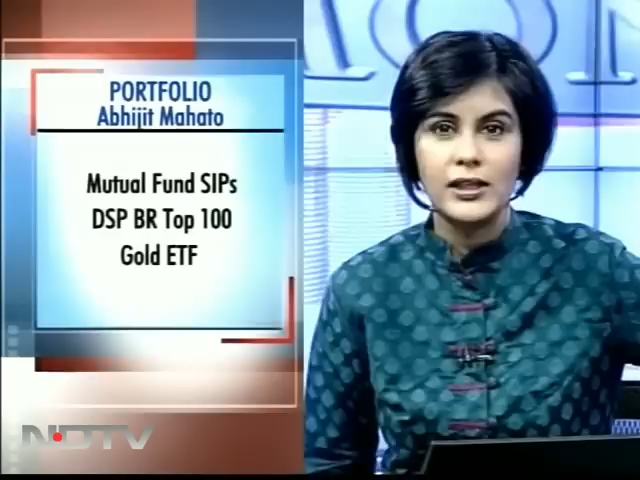 PORTFOLIO
Abhijit Mahato
Mutual Fund SIPs
DSP BR Top 100
Gold ETF
NDTV